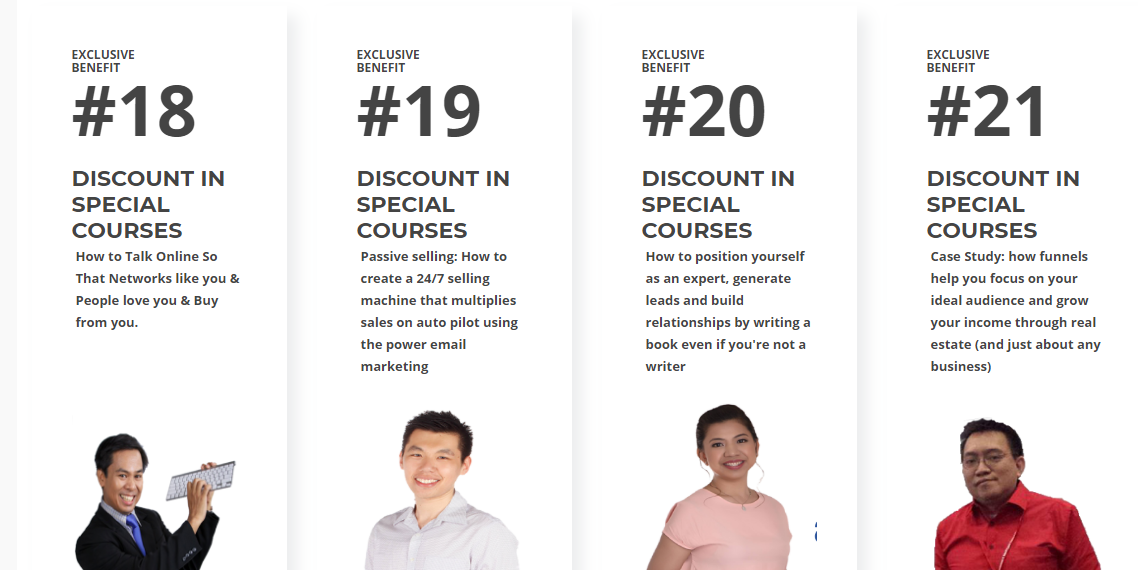 EXCLUSIVE
BENEFIT
#18
DISCOUNT IN
SPECIAL
COURSES
How to Talk Online So
That Networks like you &
People love you & Buy
from you.
EXCLUSIVE
BENEFIT
#19
DISCOUNT IN
SPECIAL
COURSES
Passive selling: How to
create a 24/7 selling
machine that multiplies
sales on auto pilot using
the power email
marketing
EXCLUSIVE
BENEFIT
#20
DISCOUNT IN
SPECIAL
COURSES
How to position yourself
as an expert, generate
leads and build
relationships by writing a
book even if you're not a
writer
EXCLUSIVE
BENEFIT
#21
DISCOUNT IN
SPECIAL
COURSES
Case Study: how funnels
help you focus on your
ideal audience and grow
your income through real
estate (and just about any
business)